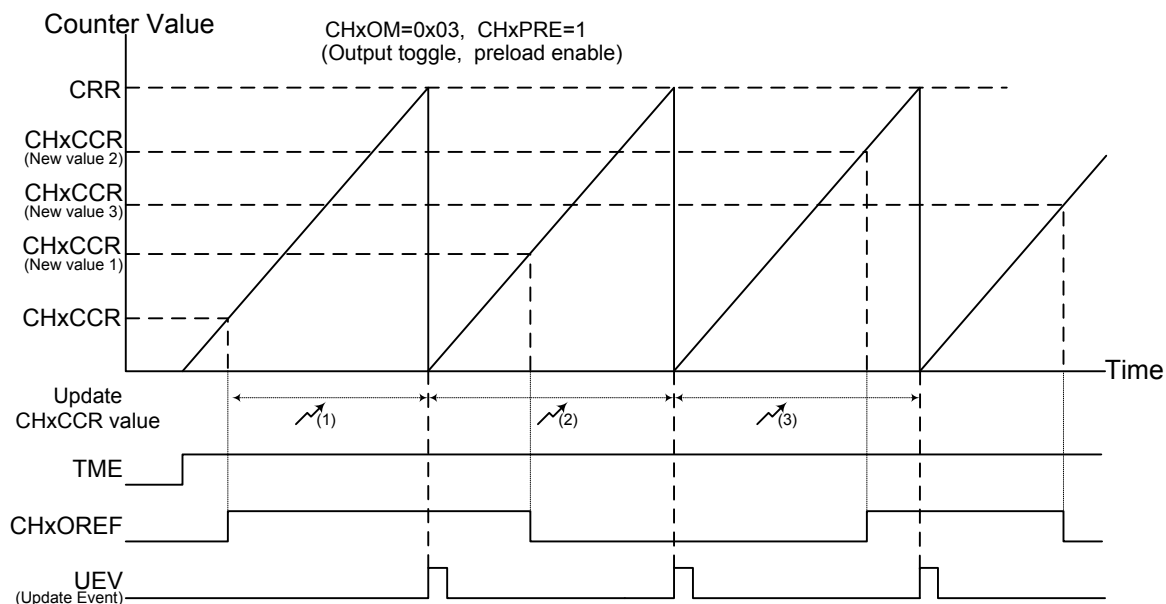 Counter Value
CHxOM=0x03, CHxPRE=1
(Output toggle, preload enable)
CRR
CHxCCR
(New value 2)
CHxCCR
(New value 3)
CHxCCR
(New value 1)
CHxCCR
Time
Update
CHxCCR value
(1)
(2)
(3)
TME
CHxOREF
UEV
(Update Event)